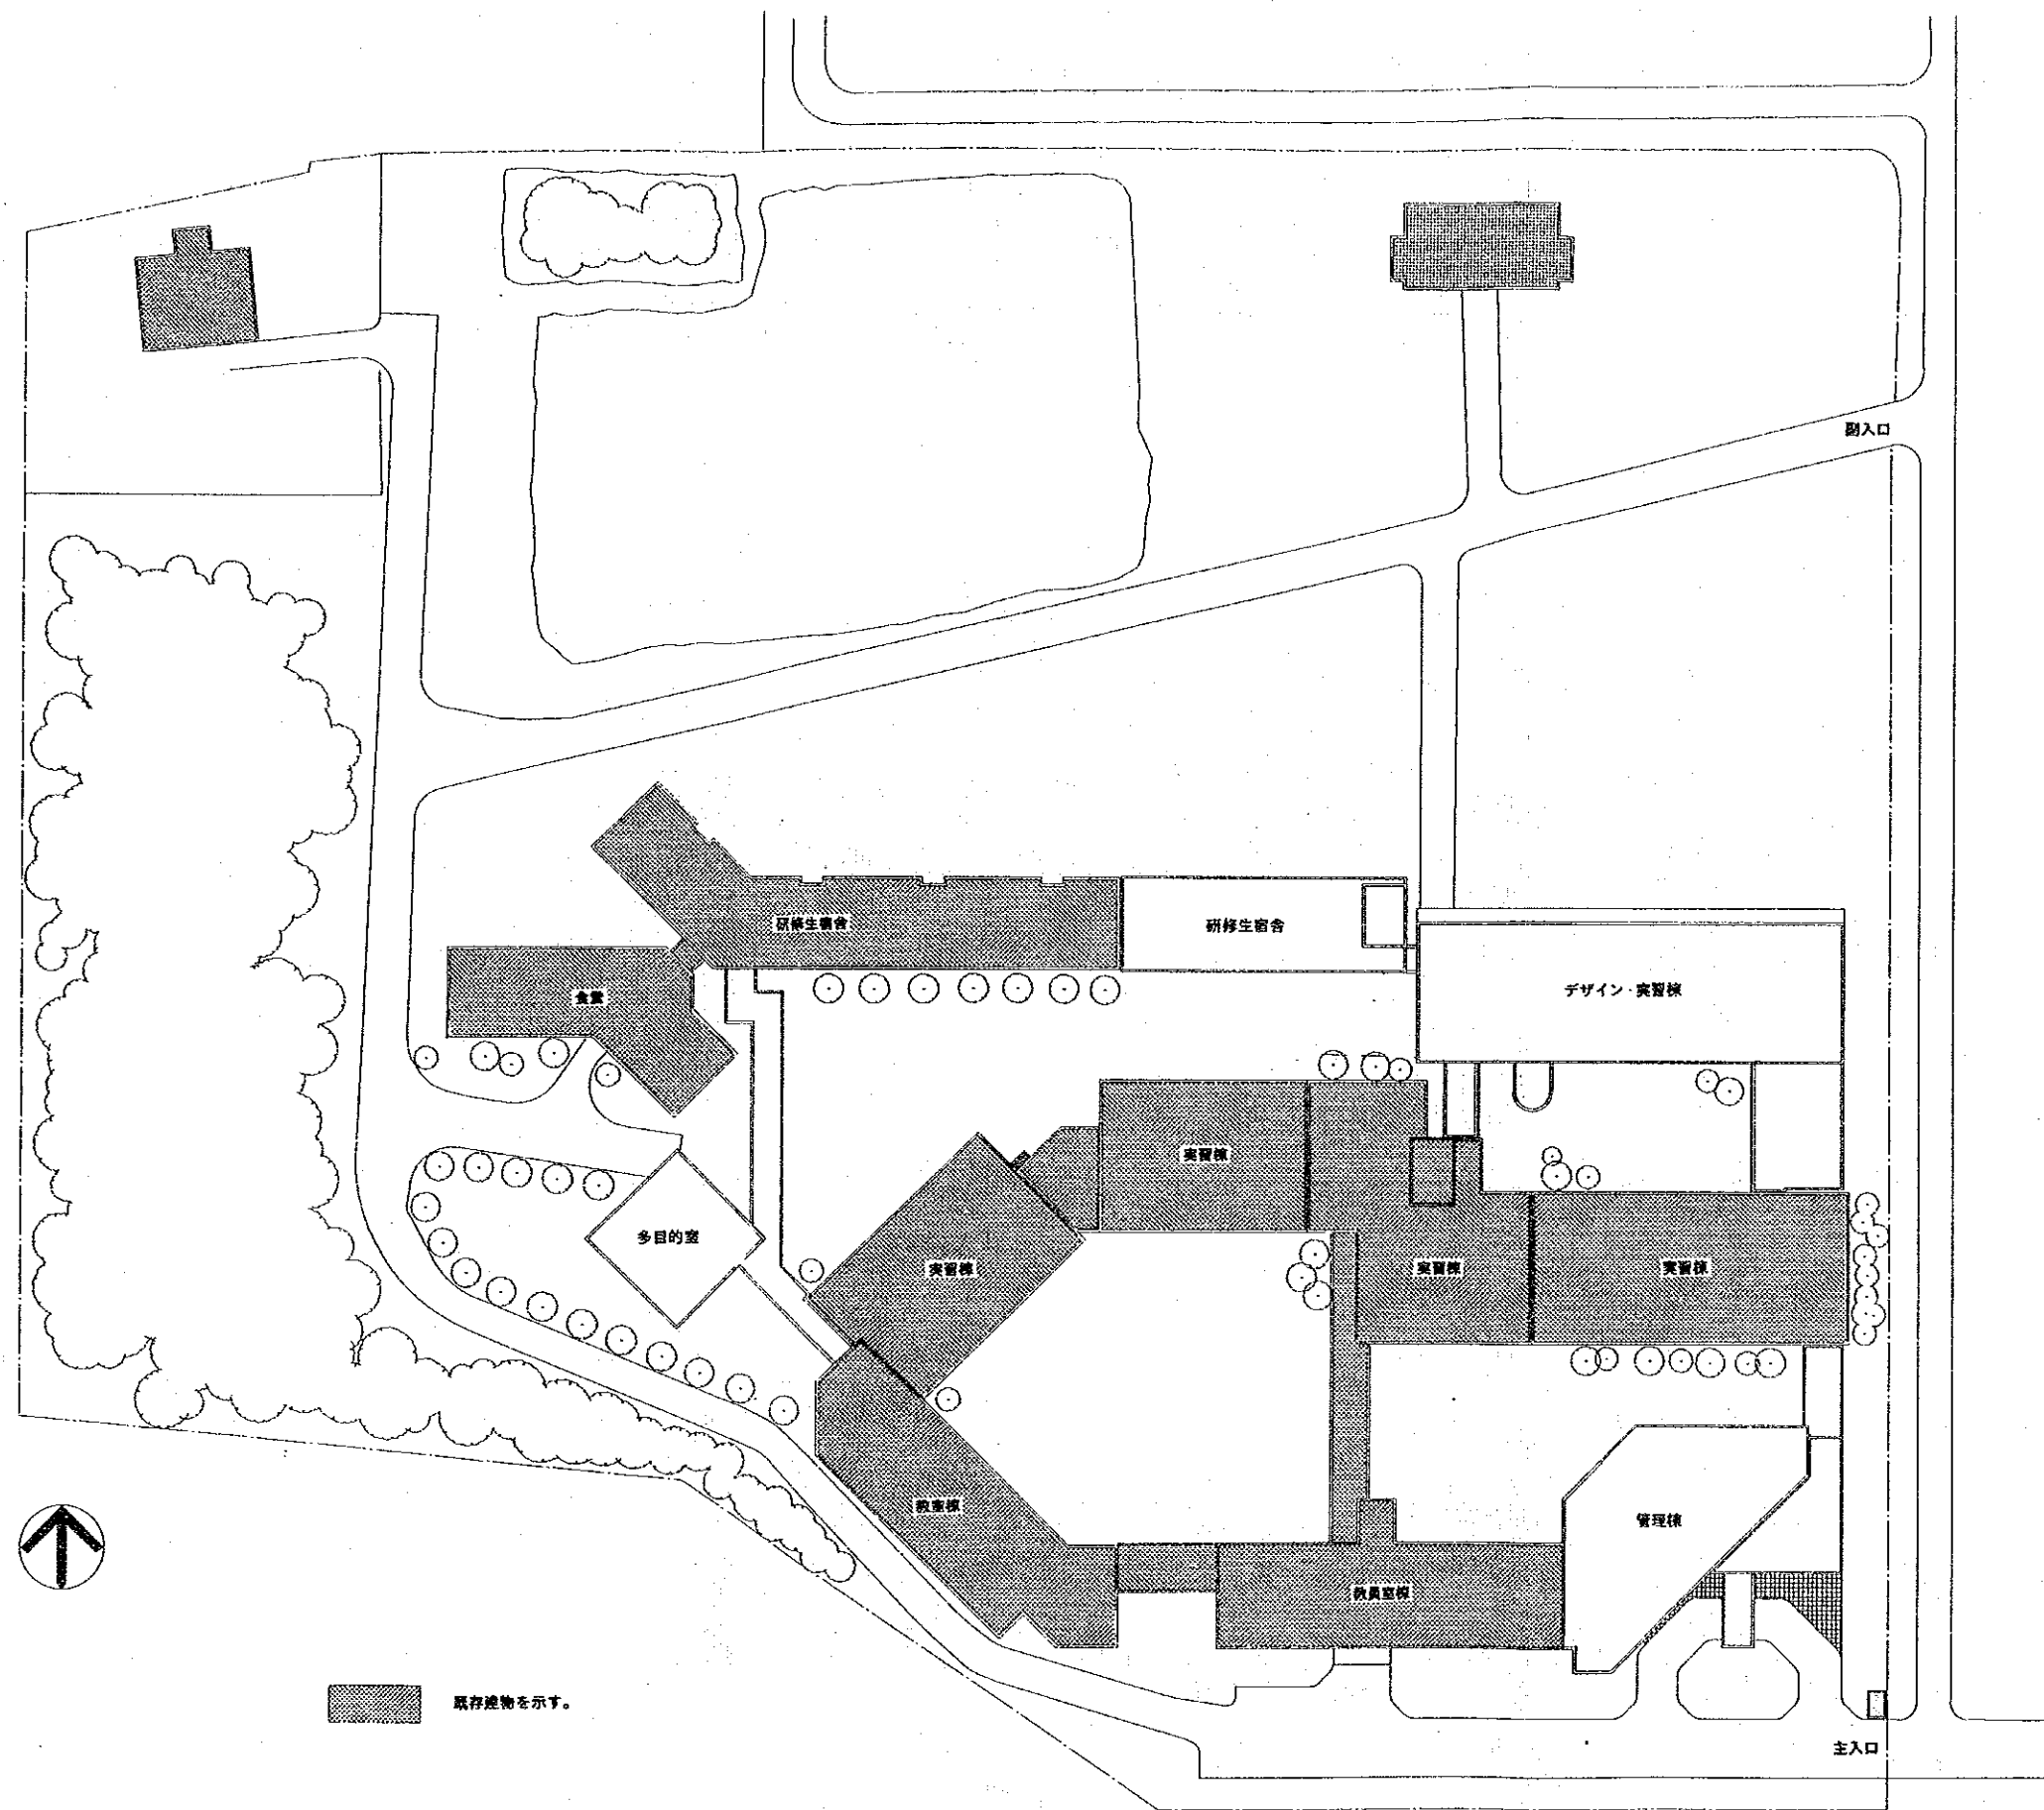 副入口
研修生宿舎
研修生宿舎
デザイン・実習棟
食堂
実習棟
多目的室
実習棟
実習棟
実習棟
教室棟
管理棟
教員室棟
既存建物を示す。
主入口